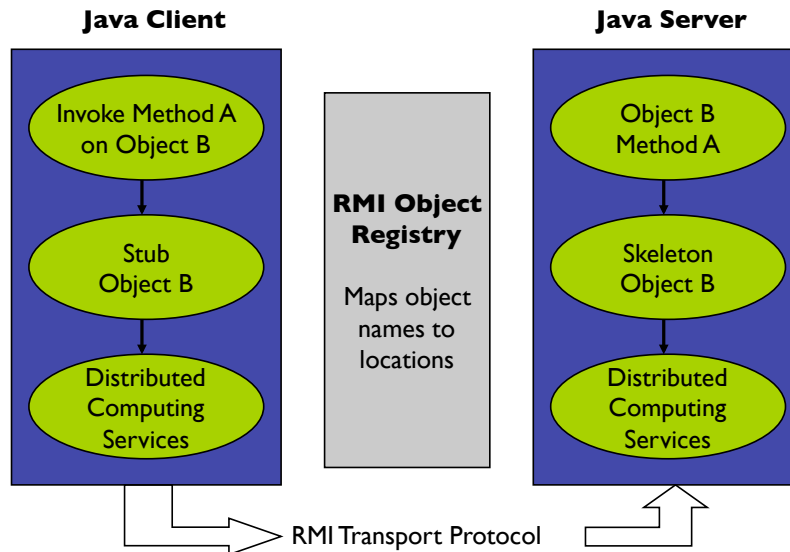 Java Client
Invoke Method A
on Object B
Stub
Object B
Distributed
Computing
Services
RMI Object
Registry
Maps object
names to
locations
Java Server
Object B
Method A
Skeleton
Object B
Distributed
Computing
Services
RMI Transport Protocol